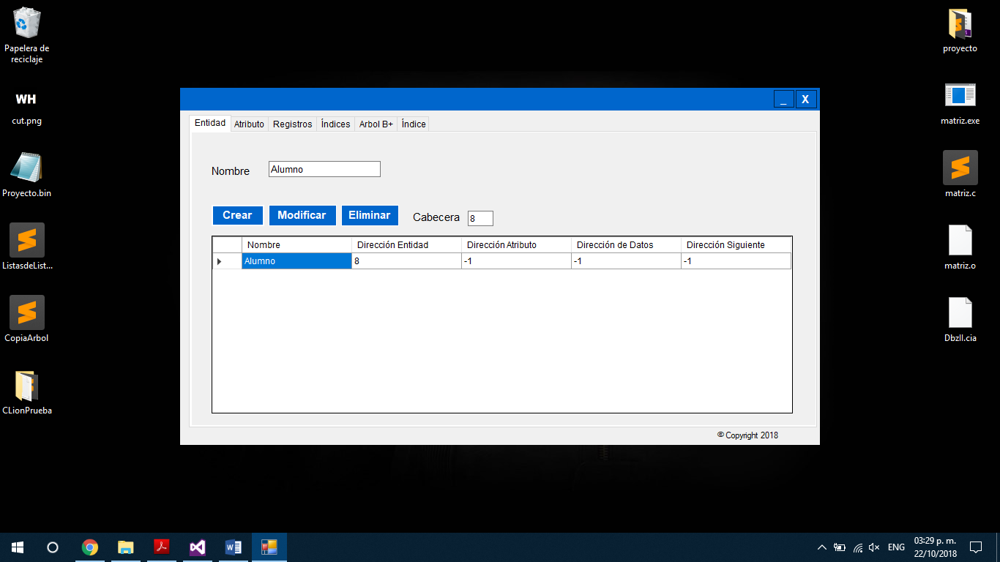 Papelera de
reciclaje
WH
cut.png
Proyecto.bin
ListasdeList...
CopiaArbol
CLionPrueba
_ X
Entidad Atributo Registros Índices Arbol B+ Índice
Nombre Alumno
Crear Modificar Eliminar Cabecera 8
Nombre Dirección Entidad Dirección Atributo Dirección de Datos Dirección Siguiente
Alumno 8 -1 -1 -1
© Copyright 2018
proyecto
matriz.exe
matriz.c
matriz.o
Dbzll.cia
ENG
03:29 p. m.
22/10/2018